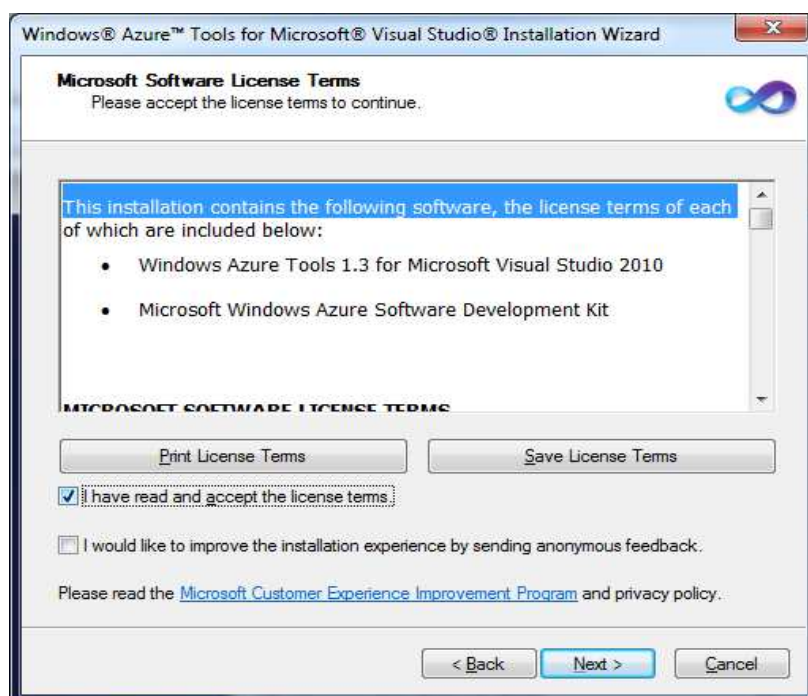 Windows® Azure™ Tools for Microsoft® Visual Studio® Installation Wizard
Microsoft Software License Terms
Please accept the license terms to continue.
This installation contains the following software, the license terms of each
of which are included below:
• Windows Azure Tools 1.3 for Microsoft Visual Studio 2010
• Microsoft Windows Azure Software Development Kit
MICROSOFT SOFTWARE LICENSE TERMS
Print License Terms
Save License Terms
I have read and accept the license terms.
I would like to improve the installation experience by sending anonymous feedback.
Please read the Microsoft Customer Experience Improvement Program and privacy policy.
< Back
Next >
Cancel